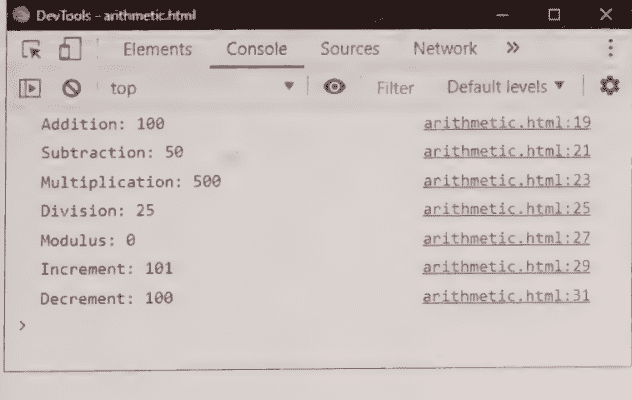 DevTools - arithmetic.html
Elements Console Sources Network »
top Filter Default levels
Addition: 100 arithmetic.html:19
Subtraction: 50 arithmetic.html:21
Multiplication: 500 arithmetic.html:23
Division: 25 arithmetic.html:25
Modulus: 0 arithmetic.html:27
Increment: 101 arithmetic.html:29
Decrement: 100 arithmetic.html:31
>